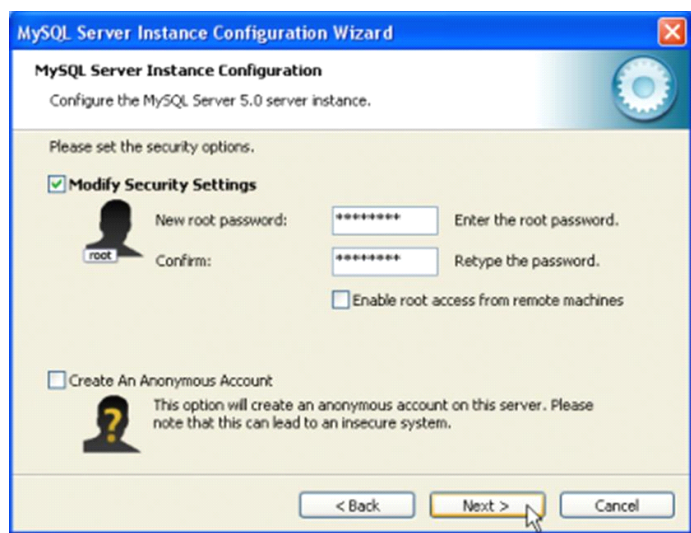 MySQL Server Instance Configuration Wizard
MySQL Server Instance Configuration
Configure the MySQL Server 5.0 server instance.
Please set the security options.
Modify Security Settings
root
New root password: ******** Enter the root password.
Confirm: ******** Retype the password.
Enable root access from remote machines
Create An Anonymous Account
?
This option will create an anonymous account on this server. Please
note that this can lead to an insecure system.
< Back Next > Cancel